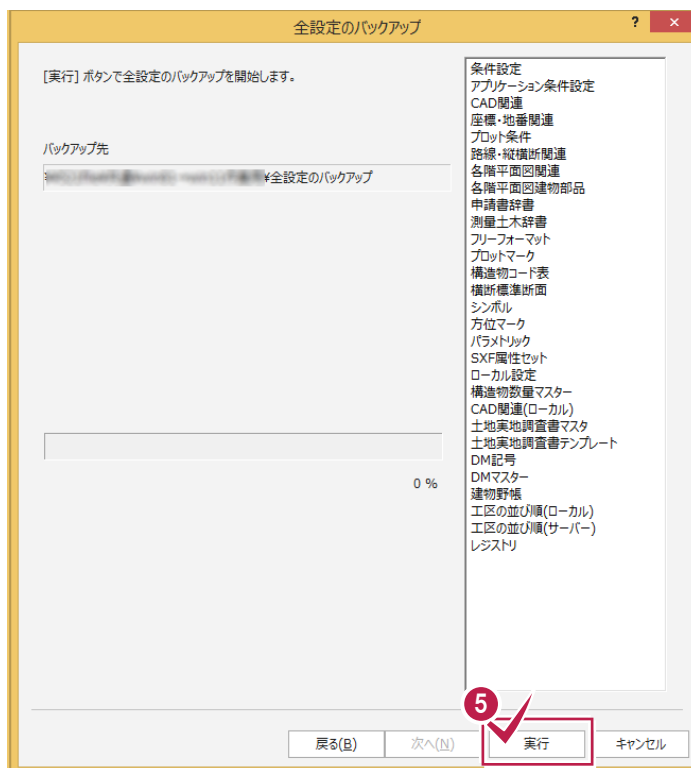 全設定のバックアップ
?
×
[実行] ボタンで全設定のバックアップを開始します。
バックアップ先
¥全設定のバックアップ
0 %
条件設定
アプリケーション条件設定
CAD関連
座標・地番関連
プロット条件
路線・縦横断関連
各階平面図関連
各階平面図建物部品
申請書辞書
測量土木辞書
フリーフォーマット
プロットマーク
構造物コード表
横断標準断面
シンボル
方位マーク
パラメトリック
SXF属性セット
ローカル設定
構造物数量マスター
CAD関連(ローカル)
土地実地調査書マスタ
土地実地調査書テンプレート
DM記号
DMマスター
建物野帳
工区の並び順(ローカル)
工区の並び順(サーバー)
レジストリ
5
戻る(B)
次へ(N)
実行
キャンセル